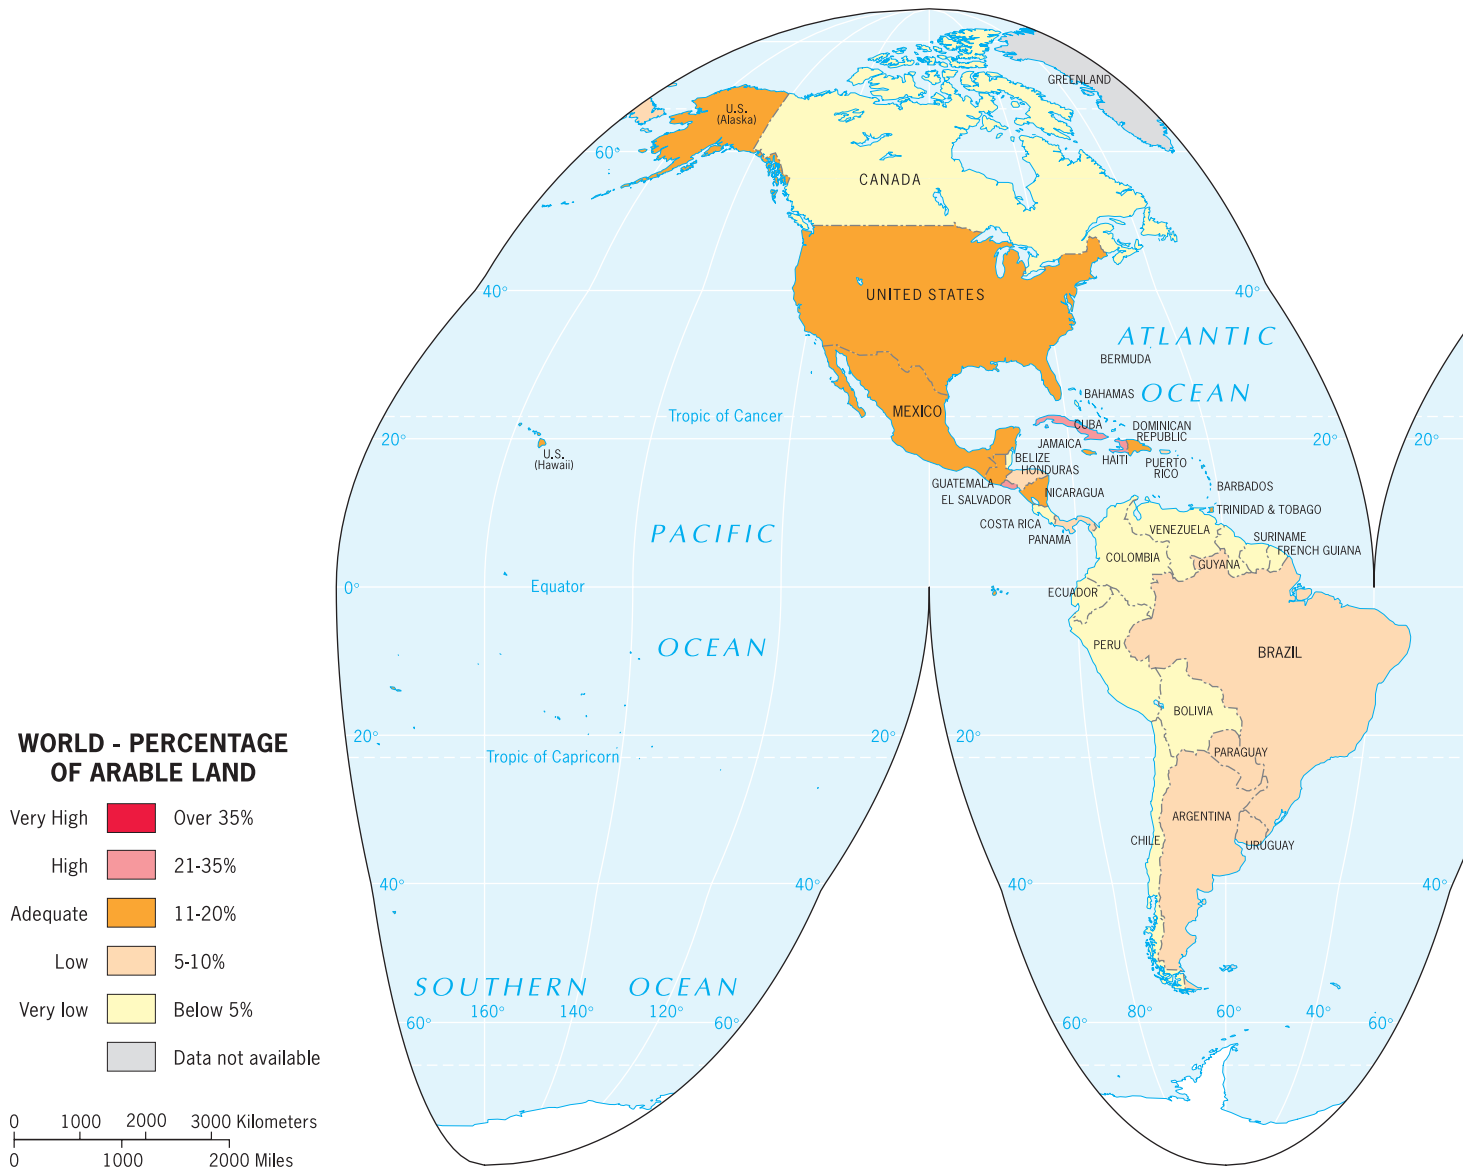 GREENLAND
U.S.
(Alaska)
60°
CANADA
40°
UNITED STATES
40°
ATLANTIC
BERMUDA
OCEAN
BAHAMAS
MEXICO
Tropic of Cancer
CUBA
DOMINICAN
REPUBLIC
20°
20°
20°
JAMAICA
HAITI
PUERTO
RICO
U.S.
(Hawaii)
BELIZE
HONDURAS
GUATEMALA
EL SALVADOR
NICARAGUA
BARBADOS
TRINIDAD & TOBAGO
COSTA RICA
PANAMA
PACIFIC
VENEZUELA
SURINAME
FRENCH GUIANA
COLOMBIA
GUYANA
0°
Equator
ECUADOR
OCEAN
PERU
BRAZIL
BOLIVIA
20°
20°
20°
Tropic of Capricorn
PARAGUAY
ARGENTINA
CHILE
URUGUAY
40°
40°
40°
40°
SOUTHERN OCEAN
60°
160°
140°
120°
60°
60°
80°
60°
40°
60°
WORLD - PERCENTAGE
OF ARABLE LAND
Very High Over 35%
High 21-35%
Adequate 11-20%
Low 5-10%
Very low Below 5%
Data not available
0 1000 2000 3000 Kilometers
0 1000 2000 Miles